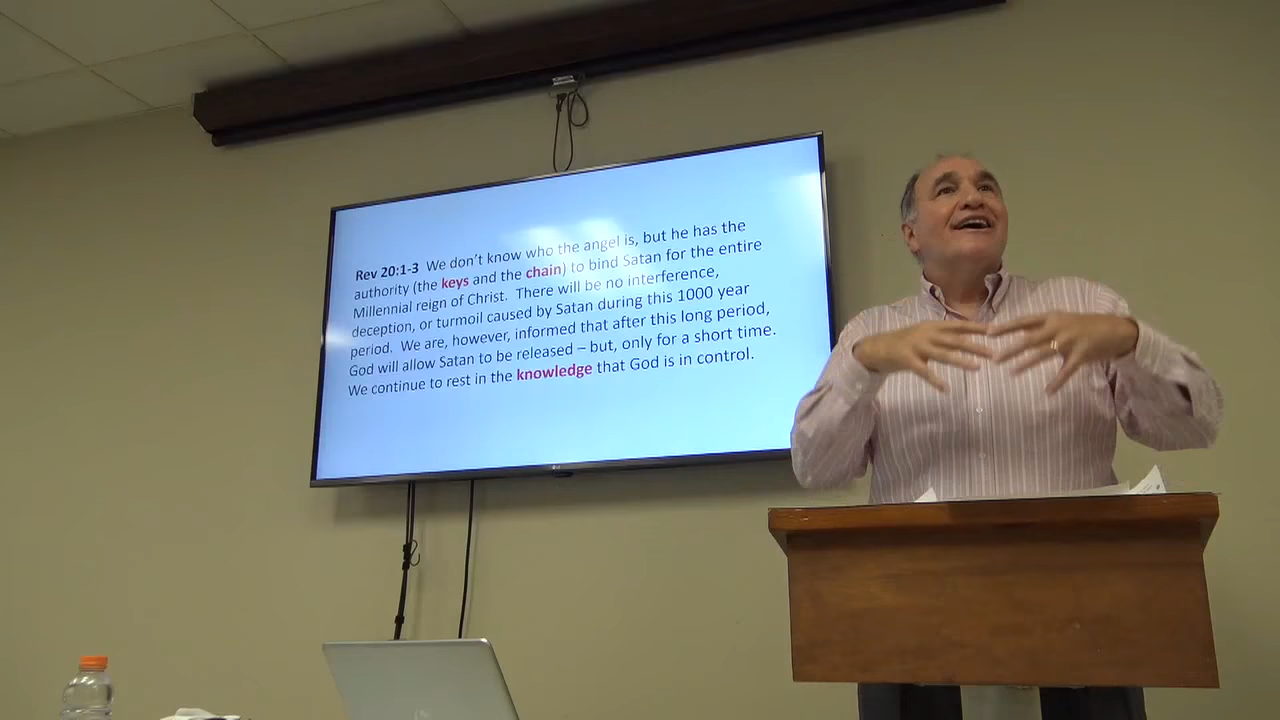 Rev 20:1-3 We don't know who the angel is, but he has the
authority (the keys and the chain) to bind Satan for the entire
Millennial reign of Christ. There will be no interference,
deception, or turmoil caused by Satan during this 1000 year
period. We are, however, informed that after this long period,
God will allow Satan to be released – but, only for a short time.
We continue to rest in the knowledge that God is in control.
LG